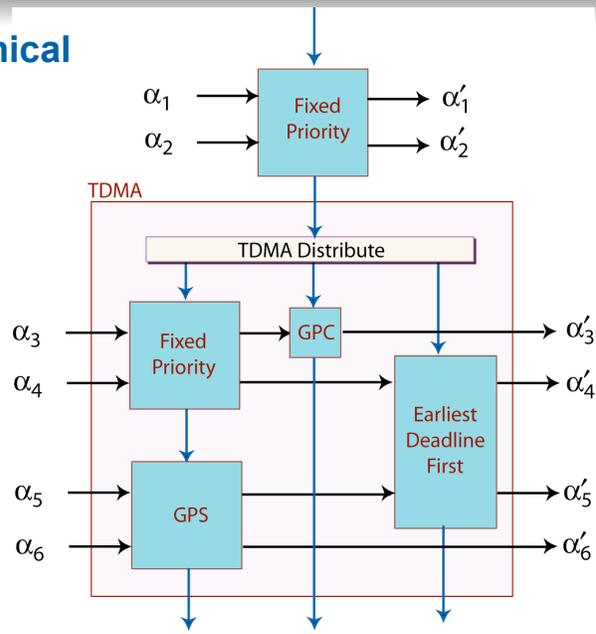 α₁
α₂
Fixed
Priority
α′₁
α′₂
TDMA
TDMA Distribute
α₃
α₄
Fixed
Priority
GPC
α′₃
α′₄
Earliest
Deadline
First
α₅
α₆
GPS
α′₅
α′₆